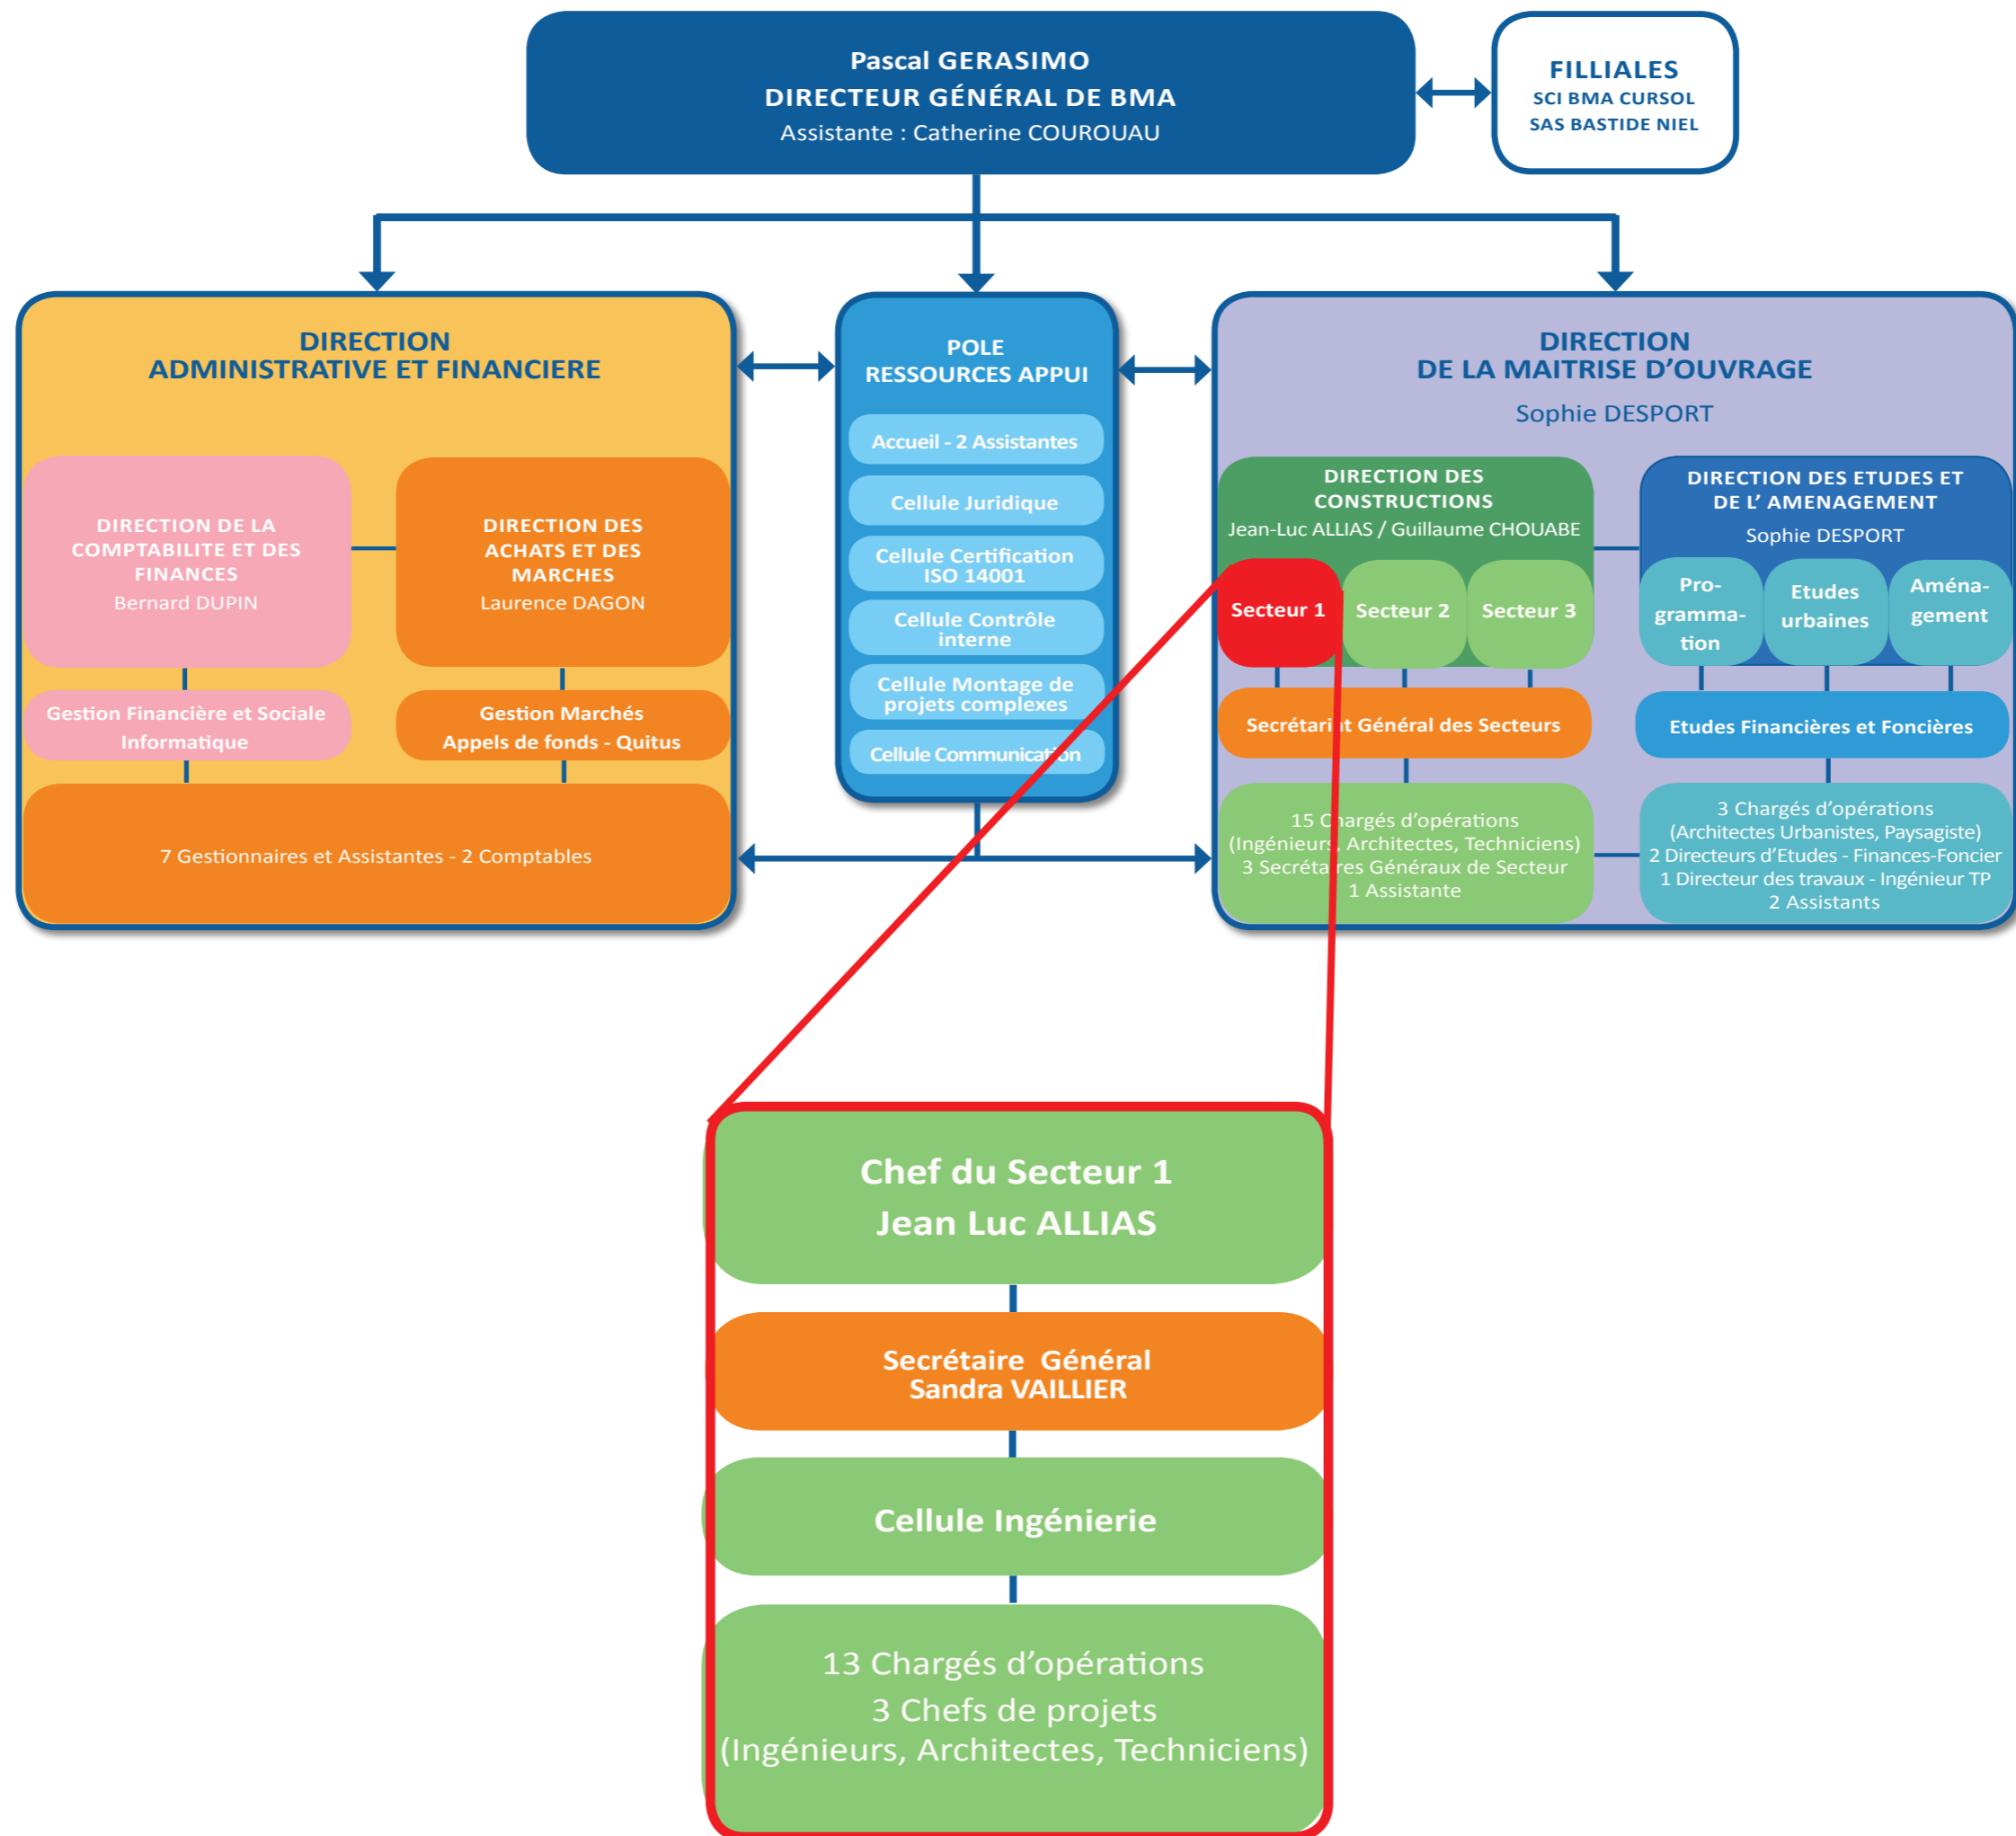 Pascal GERASIMO
DIRECTEUR GÉNÉRAL DE BMA
Assistante : Catherine COUROUAU
FILLIALES
SCI BMA CURSOL
SAS BASTIDE NIEL
DIRECTION
ADMINISTRATIVE ET FINANCIERE
DIRECTION DE LA
COMPTABILITE ET DES
FINANCES
Bernard DUPIN
DIRECTION DES
ACHATS ET DES
MARCHES
Laurence DAGON
Gestion Financière et Sociale
Informatique
Gestion Marchés
Appels de fonds - Quitus
7 Gestionnaires et Assistantes - 2 Comptables
POLE
RESSOURCES APPUI
Accueil - 2 Assistantes
Cellule Juridique
Cellule Certification
ISO 14001
Cellule Contrôle
interne
Cellule Montage de
projets complexes
Cellule Communication
DIRECTION
DE LA MAITRISE D’OUVRAGE
Sophie DESPORT
DIRECTION DES
CONSTRUCTIONS
Jean-Luc ALLIAS / Guillaume CHOUABE
Secteur 1
Secteur 2
Secteur 3
Secrétariat Général des Secteurs
15 Chargés d’opérations
(Ingénieurs, Architectes, Techniciens)
3 Secrétaires Généraux de Secteur
1 Assistante
DIRECTION DES ETUDES ET
DE L’ AMENAGEMENT
Sophie DESPORT
Pro-
gramma-
tion
Etudes
urbaines
Aména-
gement
Etudes Financières et Foncières
3 Chargés d’opérations
(Architectes Urbanistes, Paysagiste)
2 Directeurs d’Etudes - Finances-Foncier
1 Directeur des travaux - Ingénieur TP
2 Assistants
Chef du Secteur 1
Jean Luc ALLIAS
Secrétaire Général
Sandra VAILLIER
Cellule Ingénierie
13 Chargés d’opérations
3 Chefs de projets
(Ingénieurs, Architectes, Techniciens)